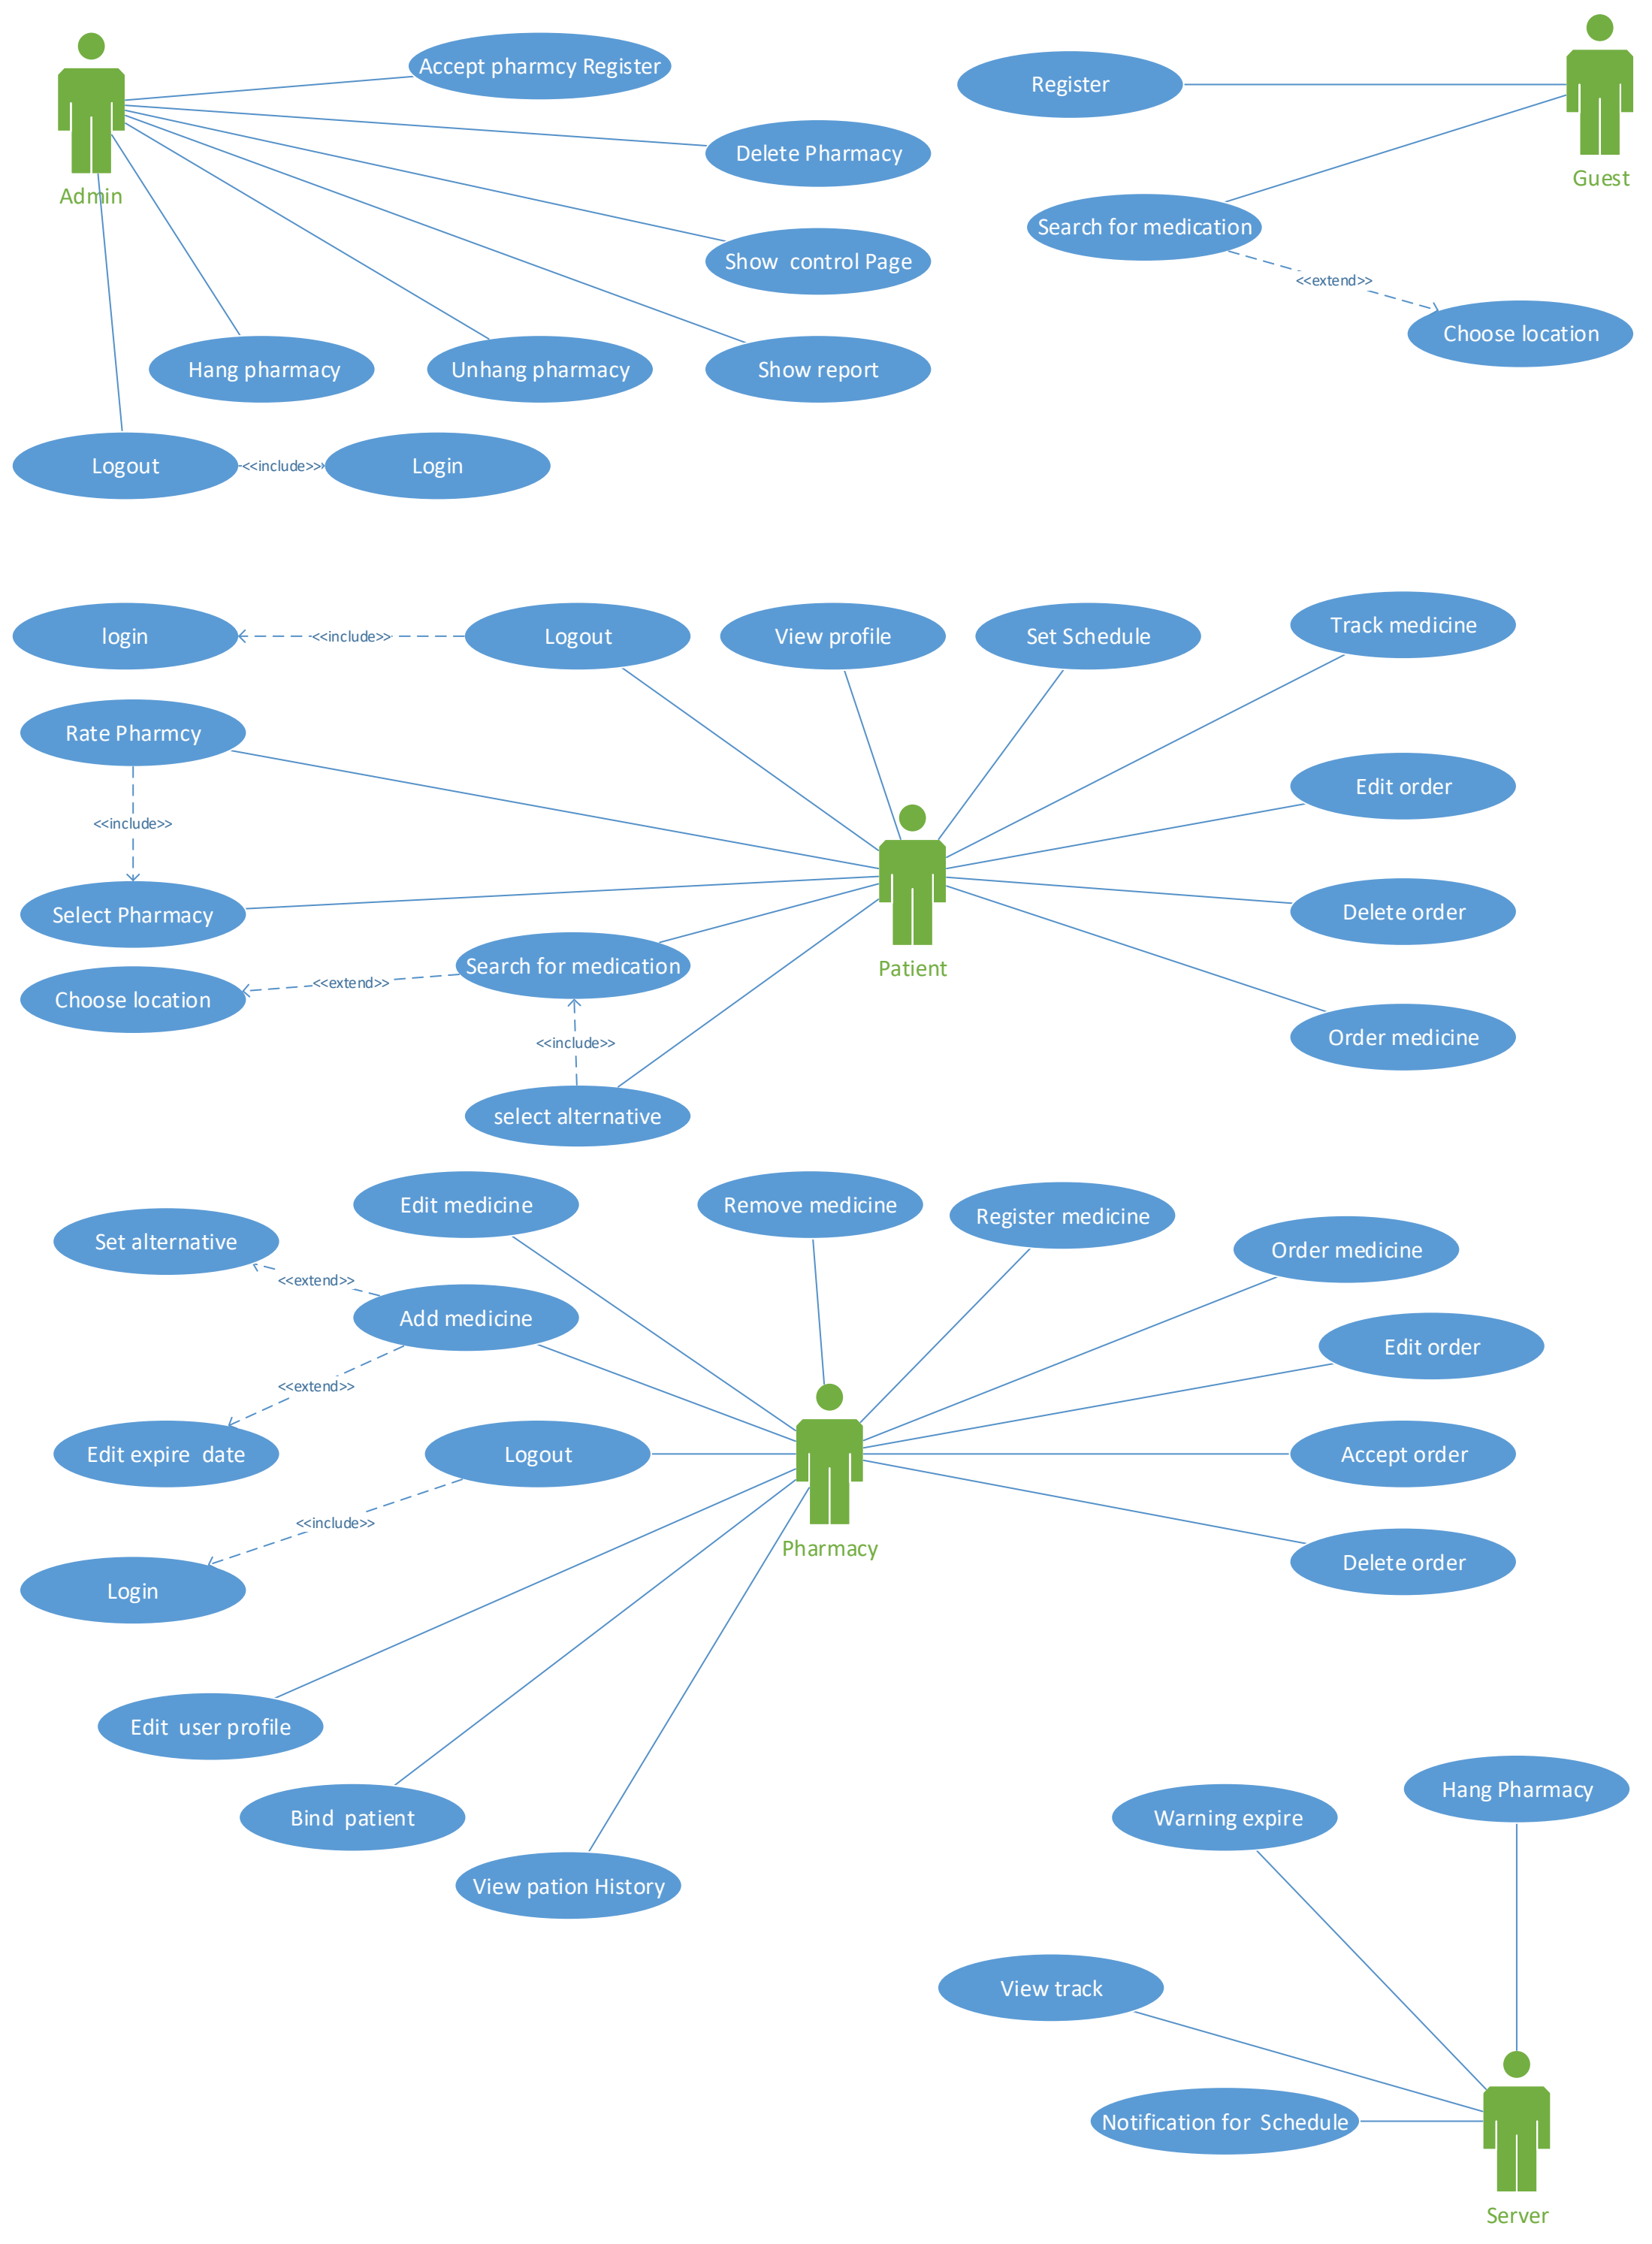 Accept pharmcy Register
Register
Delete Pharmacy
Guest
Admin
Search for medication
Show  control Page
<<extend>>
Choose location
Hang pharmacy
Unhang pharmacy
Show report
Logout
<<include>>
Login
login
<<include>>
Logout
View profile
Set Schedule
Track medicine
Rate Pharmcy
Edit order
<<include>>
Select Pharmacy
Delete order
Search for medication
Patient
Choose location
<<extend>>
Order medicine
<<include>>
select alternative
Edit medicine
Remove medicine
Register medicine
Set alternative
Order medicine
<<extend>>
Add medicine
Edit order
<<extend>>
Edit expire  date
Logout
Accept order
<<include>>
Pharmacy
Delete order
Login
Edit  user profile
Hang Pharmacy
Bind  patient
Warning expire
View pation History
View track
Notification for  Schedule
Server